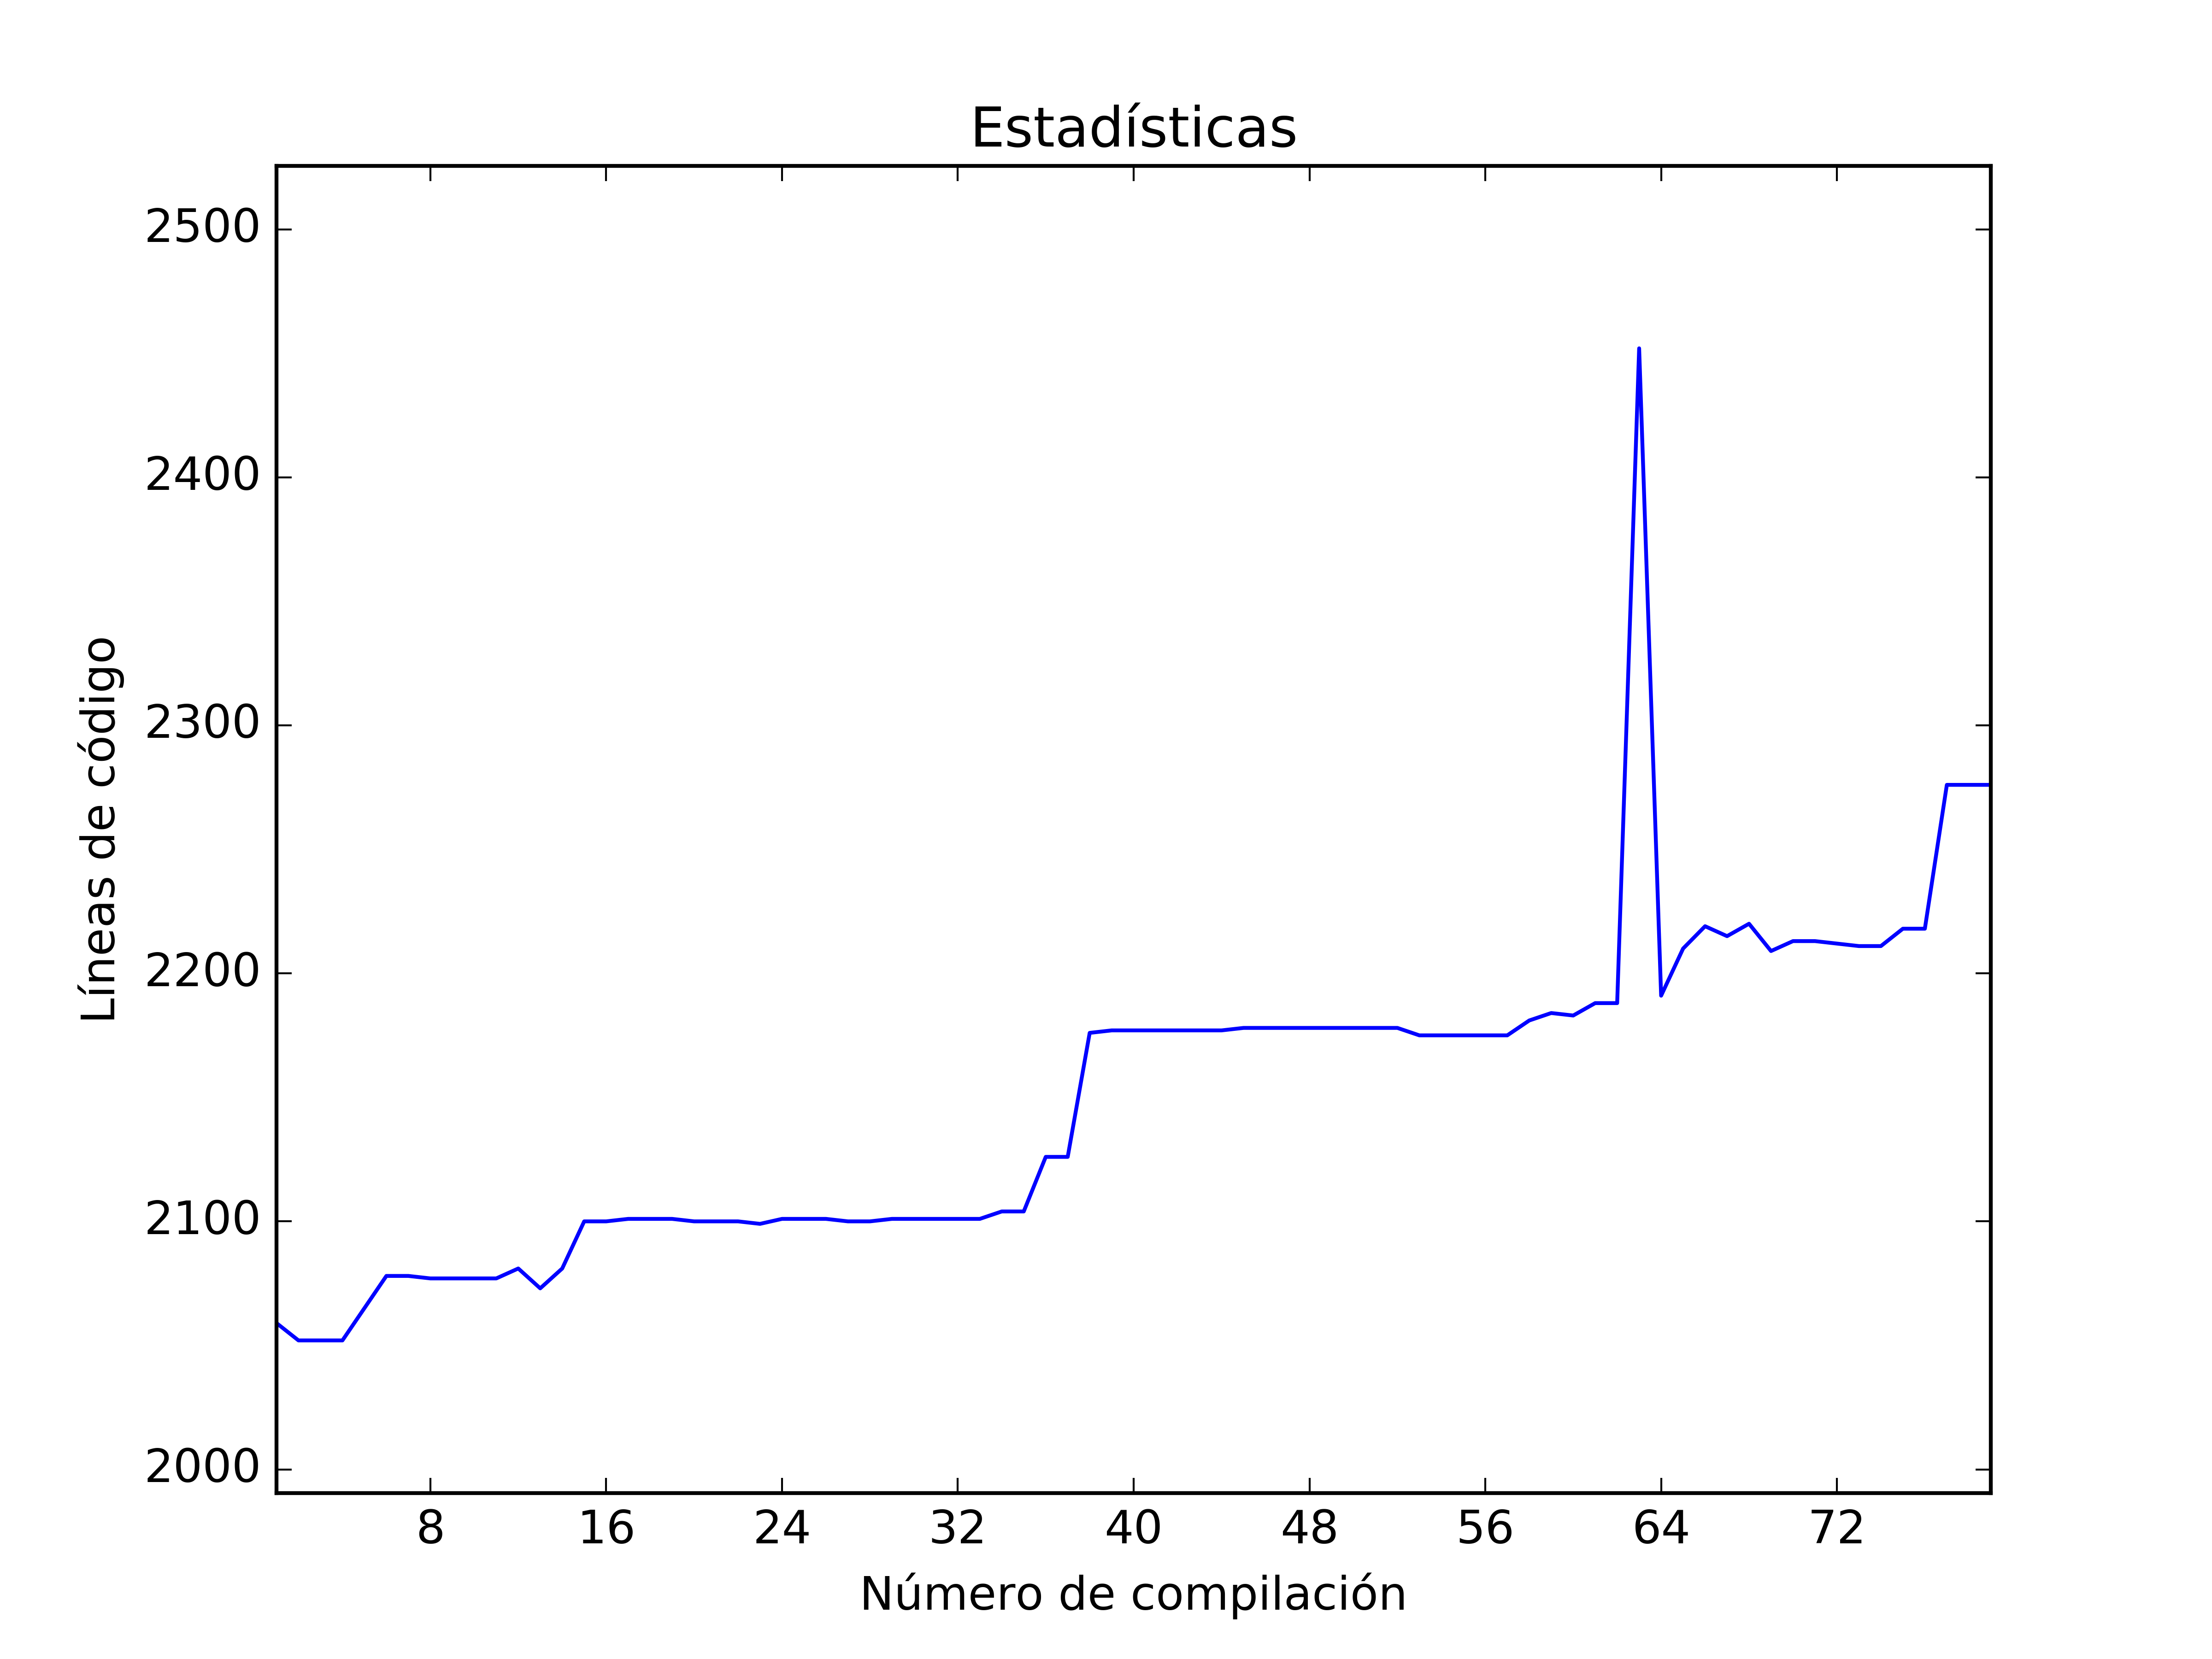 Estadísticas
2500
2400
2300
2200
2100
2000
Líneas de código
8 16 24 32 40 48 56 64 72
Número de compilación